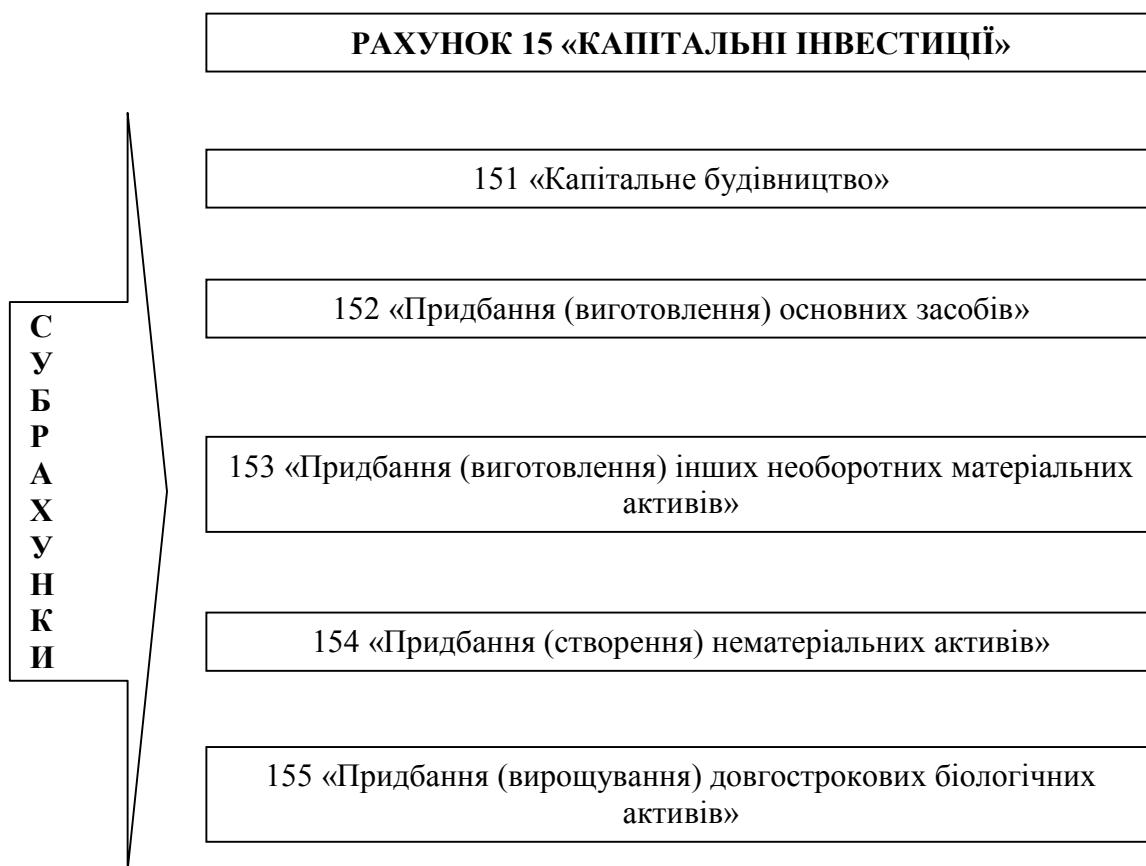 РАХУНОК 15 «КАПІТАЛЬНІ ІНВЕСТИЦІЇ»
151 «Капітальне будівництво»
152 «Придбання (виготовлення) основних засобів»
С
У
Б
Р
А
Х
У
Н
К
И
153 «Придбання (виготовлення) інших необоротних матеріальних
активів»
154 «Придбання (створення) нематеріальних активів»
155 «Придбання (вирощування) довгострокових біологічних
активів»